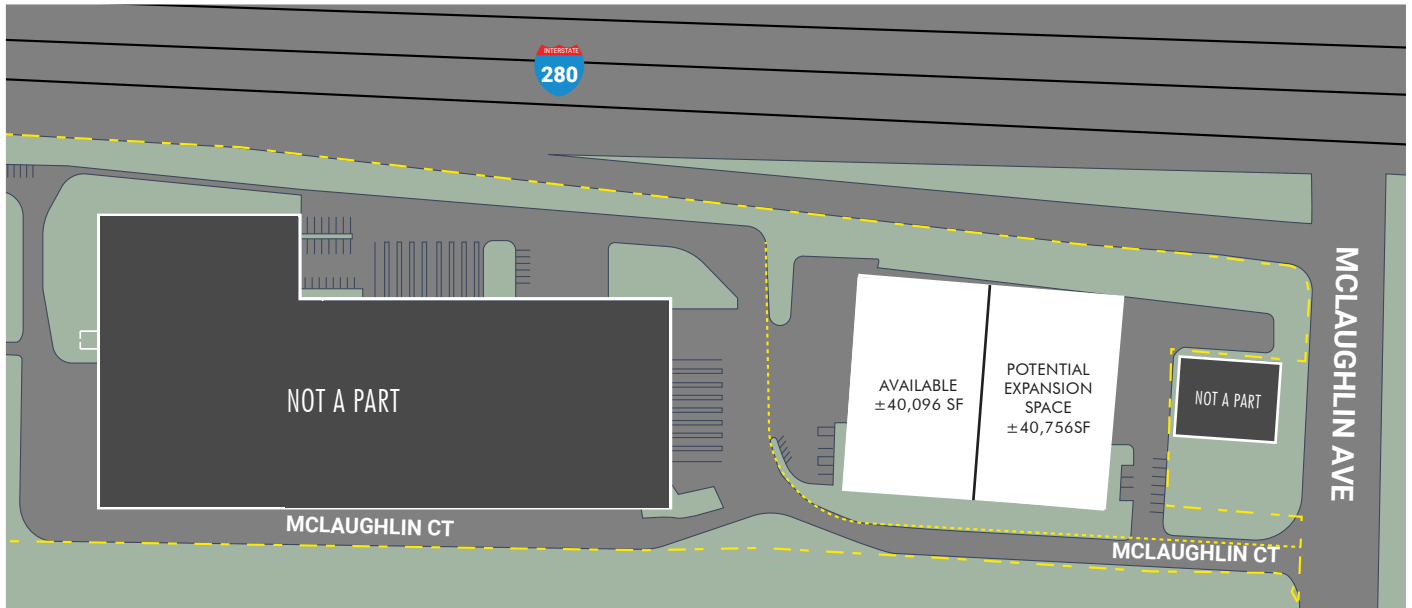 INTERSTATE
280
MCLAUGHLIN AVE
NOT A PART
AVAILABLE
±40,096 SF
POTENTIAL
EXPANSION
SPACE
±40,756SF
NOT A PART
MCLAUGHLIN CT
MCLAUGHLIN CT